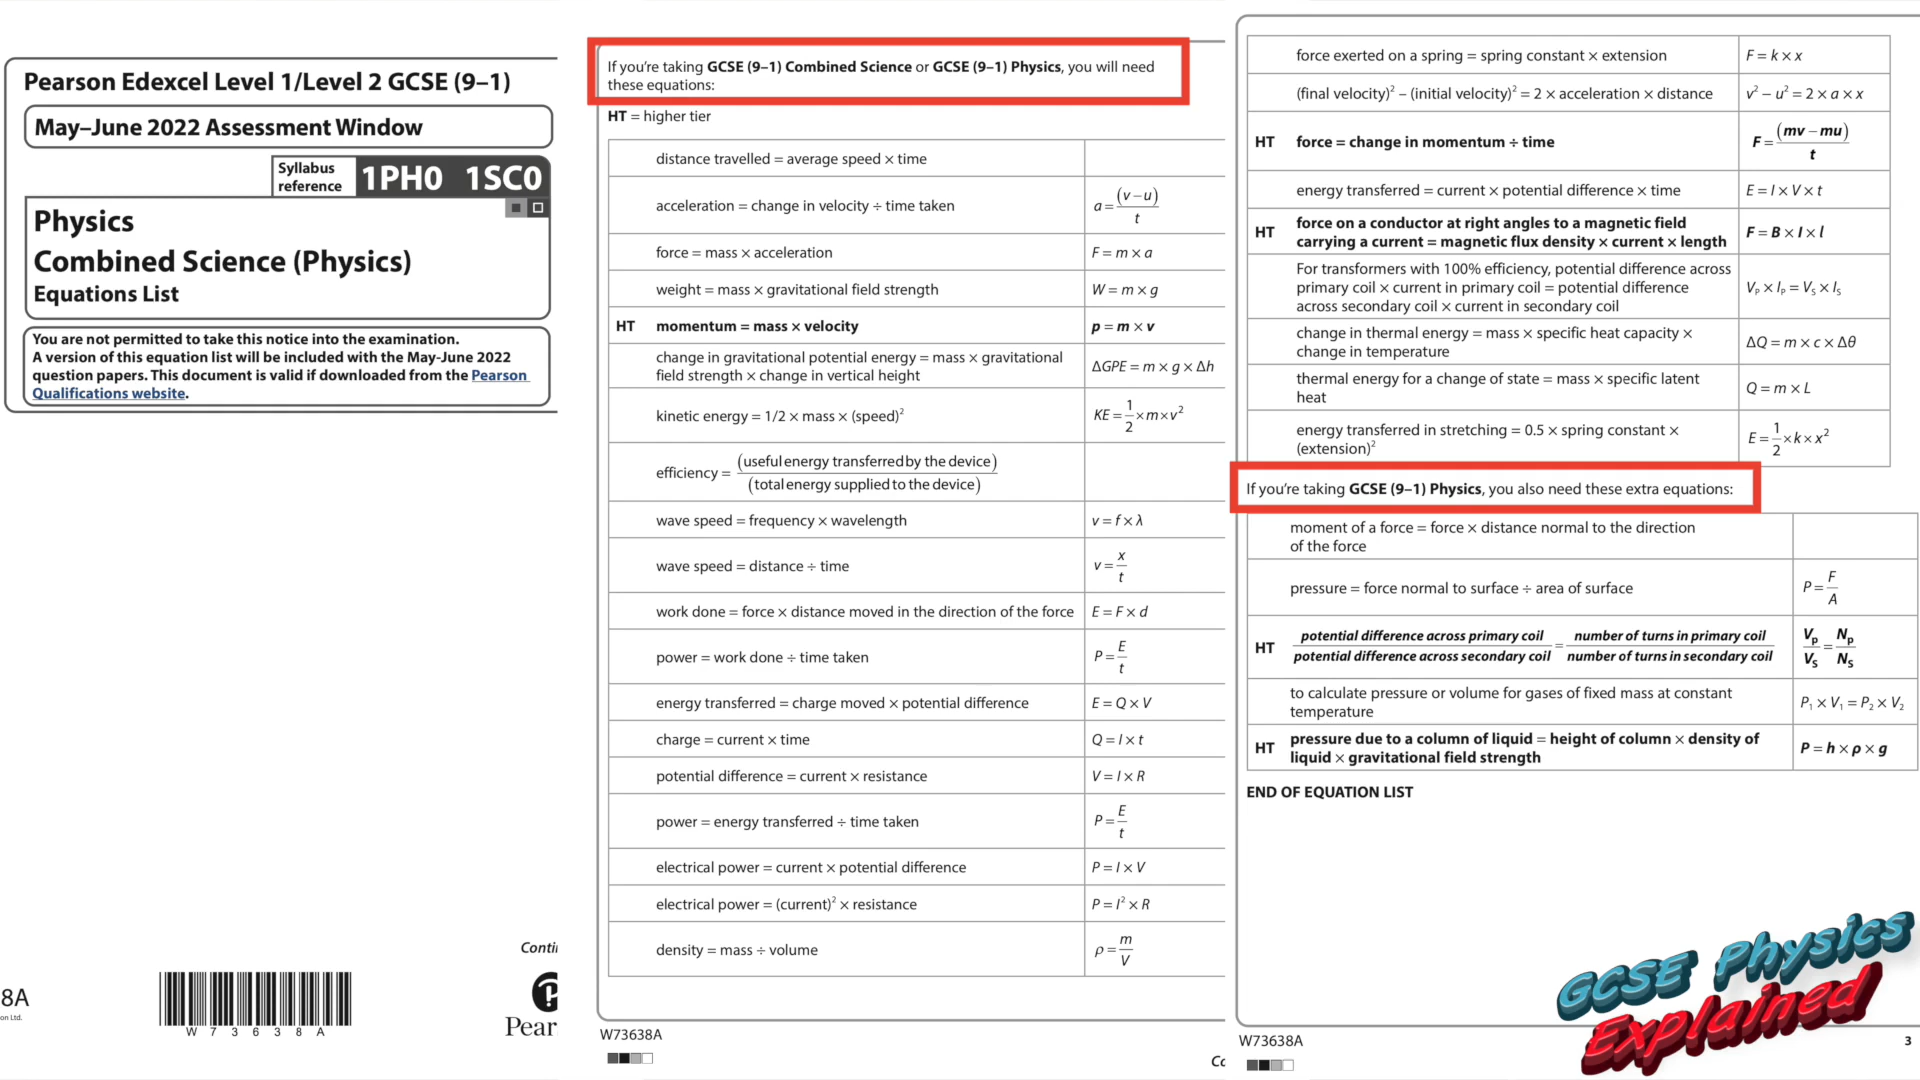 Pearson Edexcel Level 1/Level 2 GCSE (9–1)
May–June 2022 Assessment Window
Syllabus
reference
1PH0 1SC0
Physics
Combined Science (Physics)
Equations List
You are not permitted to take this notice into the examination.
A version of this equation list will be included with the May-June 2022
question papers. This document is valid if downloaded from the Pearson
Qualifications website.
Conti
8A
on Ltd.
W73638A
Pear
If you're taking GCSE (9–1) Combined Science or GCSE (9–1) Physics, you will need
these equations:
HT = higher tier
distance travelled = average speed × time
acceleration = change in velocity ÷ time taken a = (v – u) / t
force = mass × acceleration F = m × a
weight = mass × gravitational field strength W = m × g
HT momentum = mass × velocity p = m × v
change in gravitational potential energy = mass × gravitational
field strength × change in vertical height ΔGPE = m × g × Δh
kinetic energy = 1/2 × mass × (speed)² KE = 1/2 × m × v²
efficiency = (useful energy transferred by the device) / (total energy supplied to the device)
wave speed = frequency × wavelength v = f × λ
wave speed = distance ÷ time v = x / t
work done = force × distance moved in the direction of the force E = F × d
power = work done ÷ time taken P = E / t
energy transferred = charge moved × potential difference E = Q × V
charge = current × time Q = I × t
potential difference = current × resistance V = I × R
power = energy transferred ÷ time taken P = E / t
electrical power = current × potential difference P = I × V
electrical power = (current)² × resistance P = I² × R
density = mass ÷ volume ρ = m / V
W73638A
Co
force exerted on a spring = spring constant × extension F = k × x
(final velocity)² – (initial velocity)² = 2 × acceleration × distance v² – u² = 2 × a × x
HT force = change in momentum ÷ time F = (mv – mu) / t
energy transferred = current × potential difference × time E = I × V × t
HT force on a conductor at right angles to a magnetic field
carrying a current = magnetic flux density × current × length F = B × I × l
For transformers with 100% efficiency, potential difference across
primary coil × current in primary coil = potential difference
across secondary coil × current in secondary coil Vₚ × Iₚ = Vₛ × Iₛ
change in thermal energy = mass × specific heat capacity ×
change in temperature ΔQ = m × c × Δθ
thermal energy for a change of state = mass × specific latent
heat Q = m × L
energy transferred in stretching = 0.5 × spring constant ×
(extension)² E = 1/2 × k × x²
If you're taking GCSE (9–1) Physics, you also need these extra equations:
moment of a force = force × distance normal to the direction
of the force
pressure = force normal to surface ÷ area of surface P = F / A
HT potential difference across primary coil / potential difference across secondary coil = number of turns in primary coil / number of turns in secondary coil Vₚ / Vₛ = Nₚ / Nₛ
to calculate pressure or volume for gases of fixed mass at constant
temperature P₁ × V₁ = P₂ × V₂
HT pressure due to a column of liquid = height of column × density of
liquid × gravitational field strength P = h × ρ × g
END OF EQUATION LIST
GCSE Physics
Explained
W73638A
3